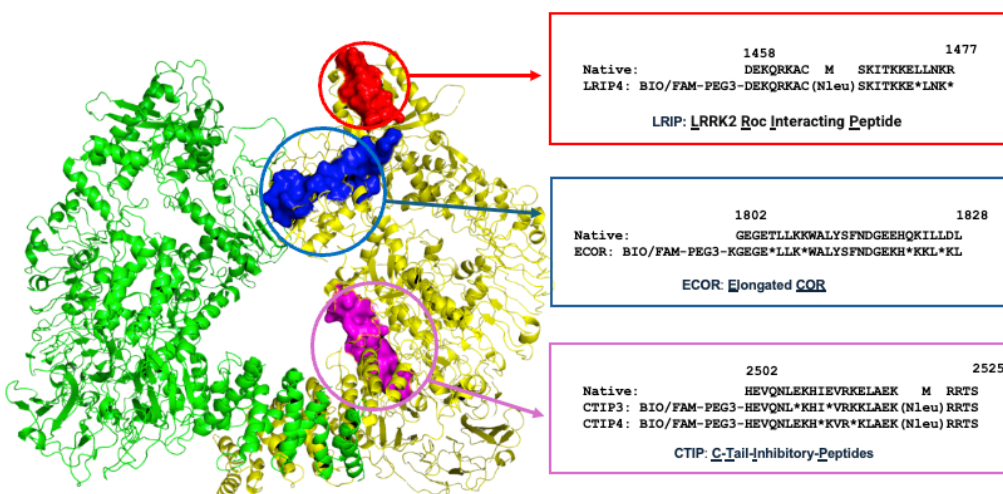 1458 1477
Native: DEKQRKAC M SKITKKELLNKR
LRIP4: BIO/FAM-PEG3-DEKQRKAC(Nleu)SKITKKE*LNK*
LRIP: LRRK2 Roc Interacting Peptide
1802 1828
Native: GEGETLLKKWALYSFNDGEEHQKILLDL
ECOR: BIO/FAM-PEG3-KGEGE*LLK*WALYSFNDGEKH*KKL*KL
ECOR: Elongated COR
2502 2525
Native: HEVQNLEKHIEVRKELAEK M RRTS
CTIP3: BIO/FAM-PEG3-HEVQNL*KHI*VRKKLAEK(Nleu)RRTS
CTIP4: BIO/FAM-PEG3-HEVQNLEKH*KVR*KLAEK(Nleu)RRTS
CTIP: C-Tail-Inhibitory-Peptides